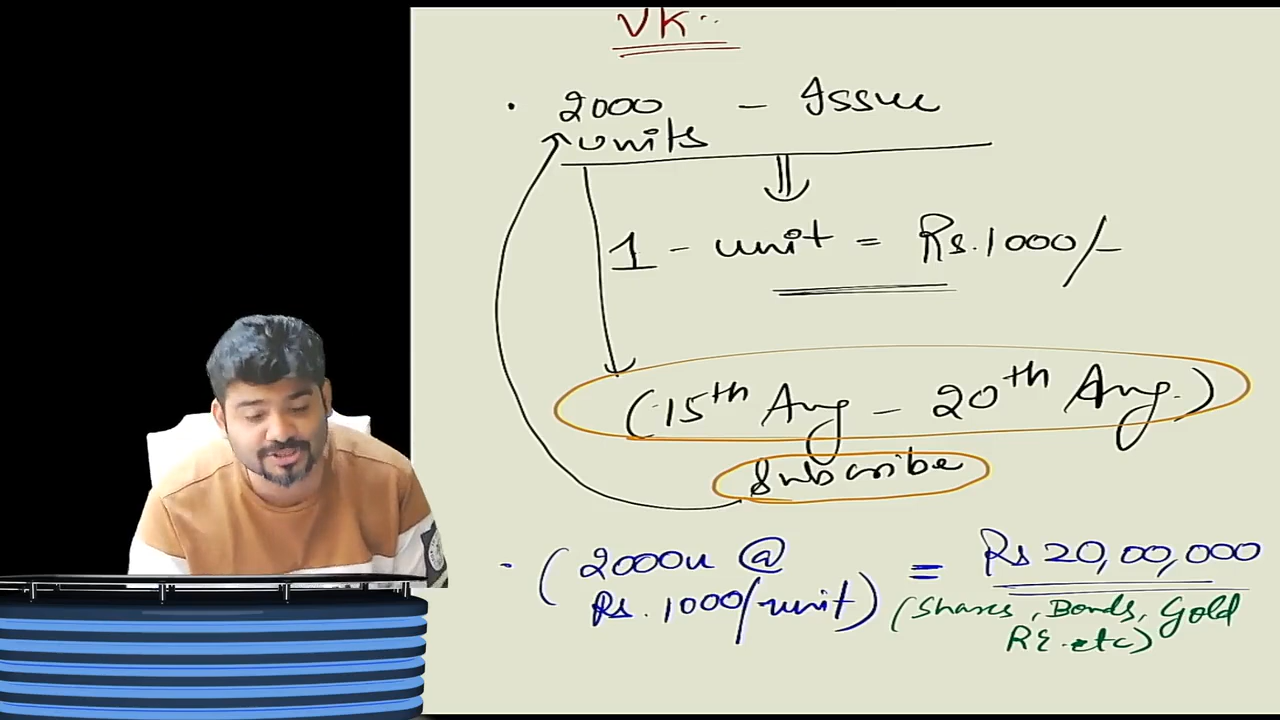 VK..
. 2000 - Issue
units
1 - unit = Rs.1000/-
(15th Aug - 20th Aug.)
Subscribe
- (2000u @ = Rs 20,00,000
Rs. 1000/unit) (Shares, Bonds, Gold
RE. etc)